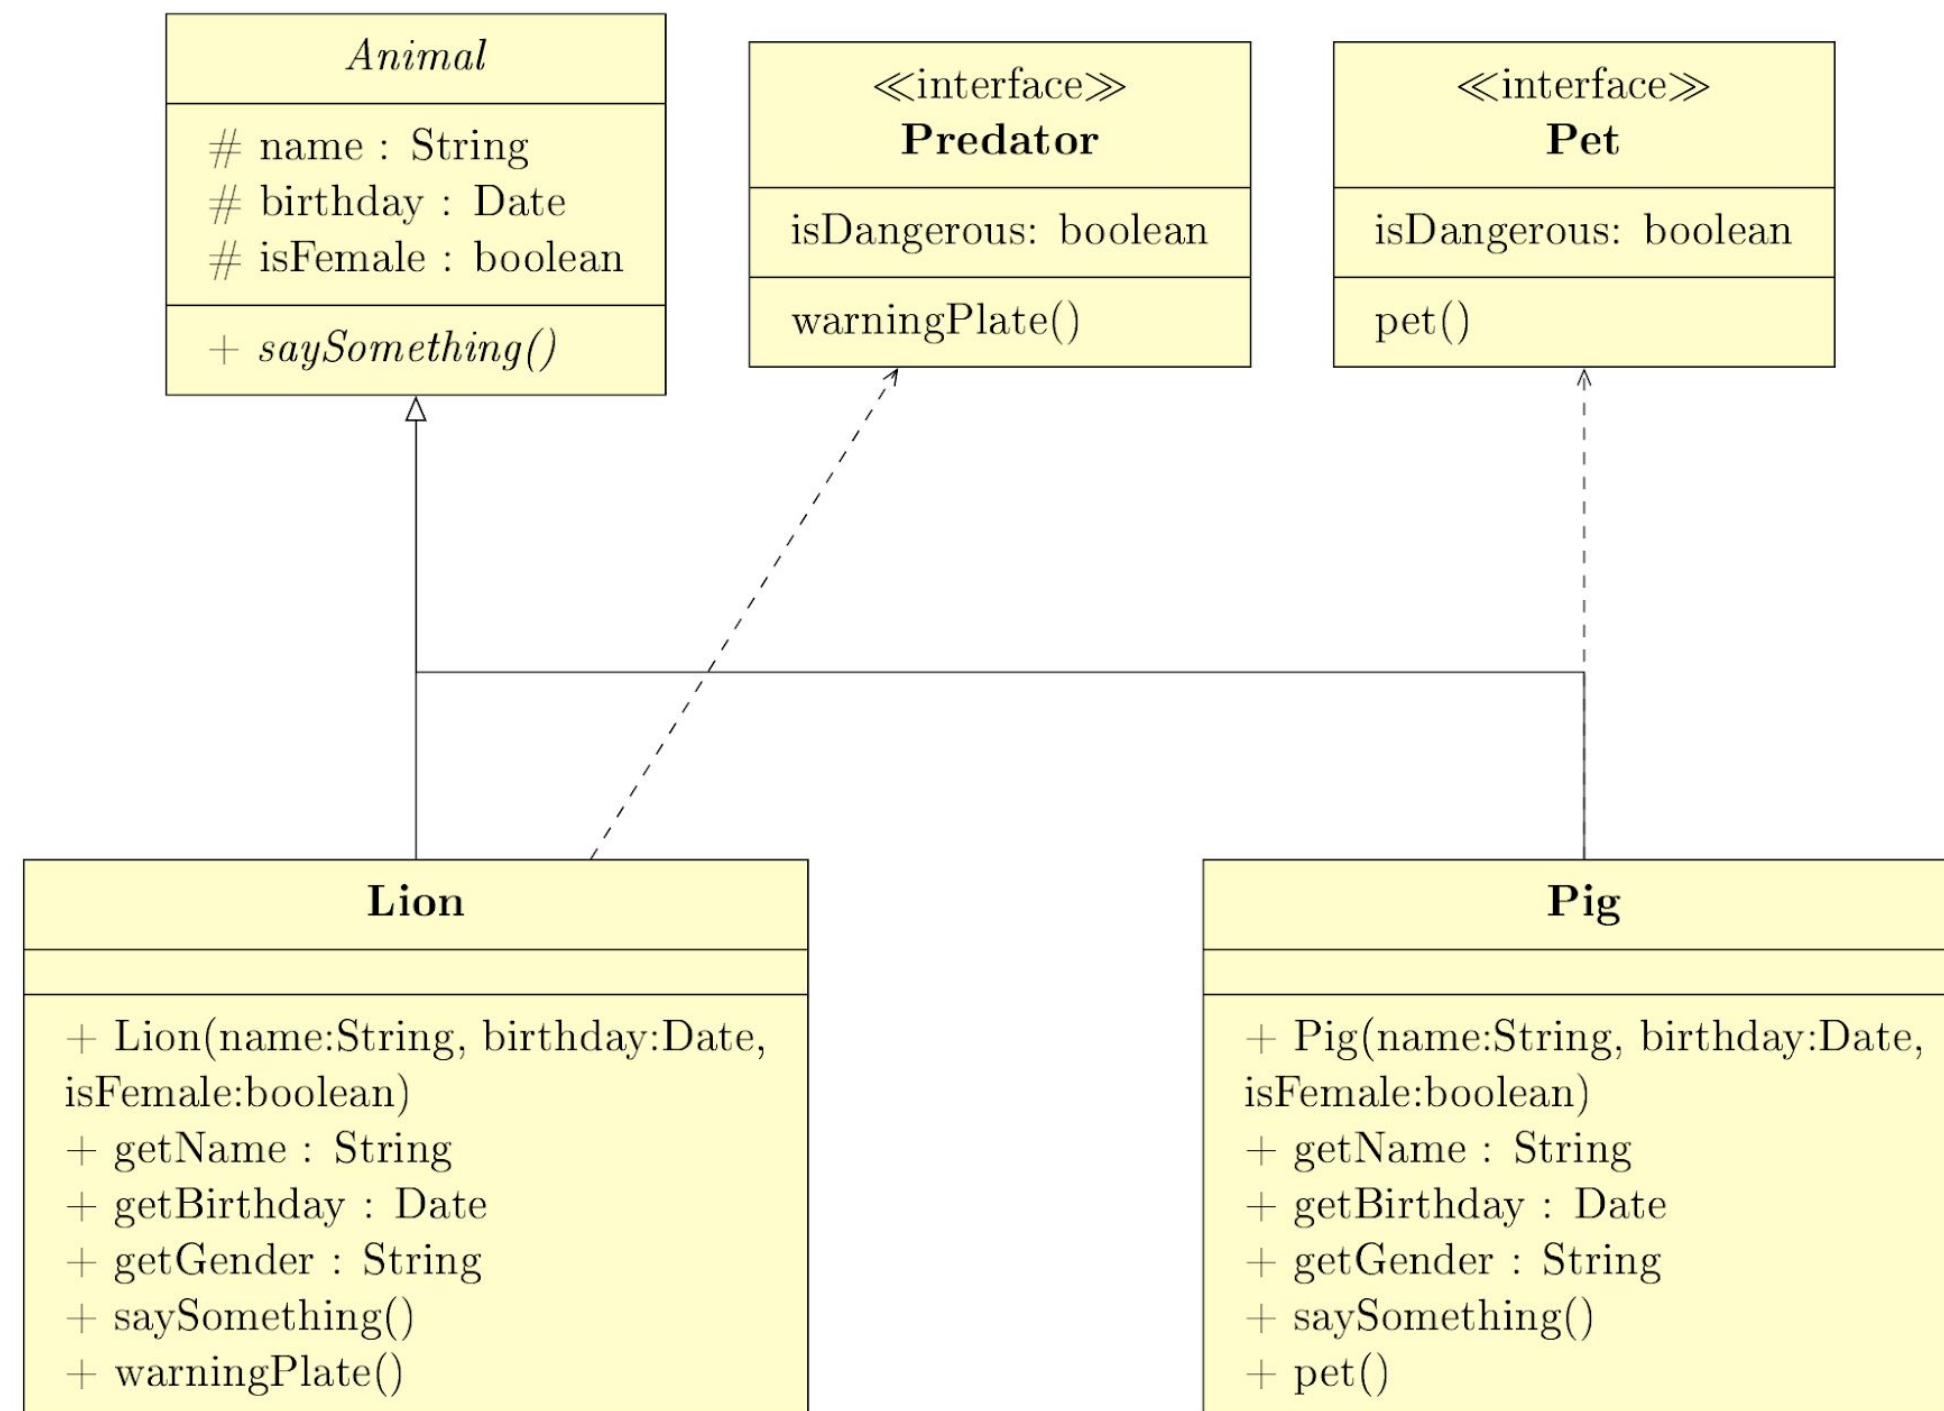 Animal
# name : String
# birthday : Date
# isFemale : boolean
+ saySomething()
≪interface≫
Predator
isDangerous: boolean
warningPlate()
≪interface≫
Pet
isDangerous: boolean
pet()
Lion
+ Lion(name:String, birthday:Date,
isFemale:boolean)
+ getName : String
+ getBirthday : Date
+ getGender : String
+ saySomething()
+ warningPlate()
Pig
+ Pig(name:String, birthday:Date,
isFemale:boolean)
+ getName : String
+ getBirthday : Date
+ getGender : String
+ saySomething()
+ pet()